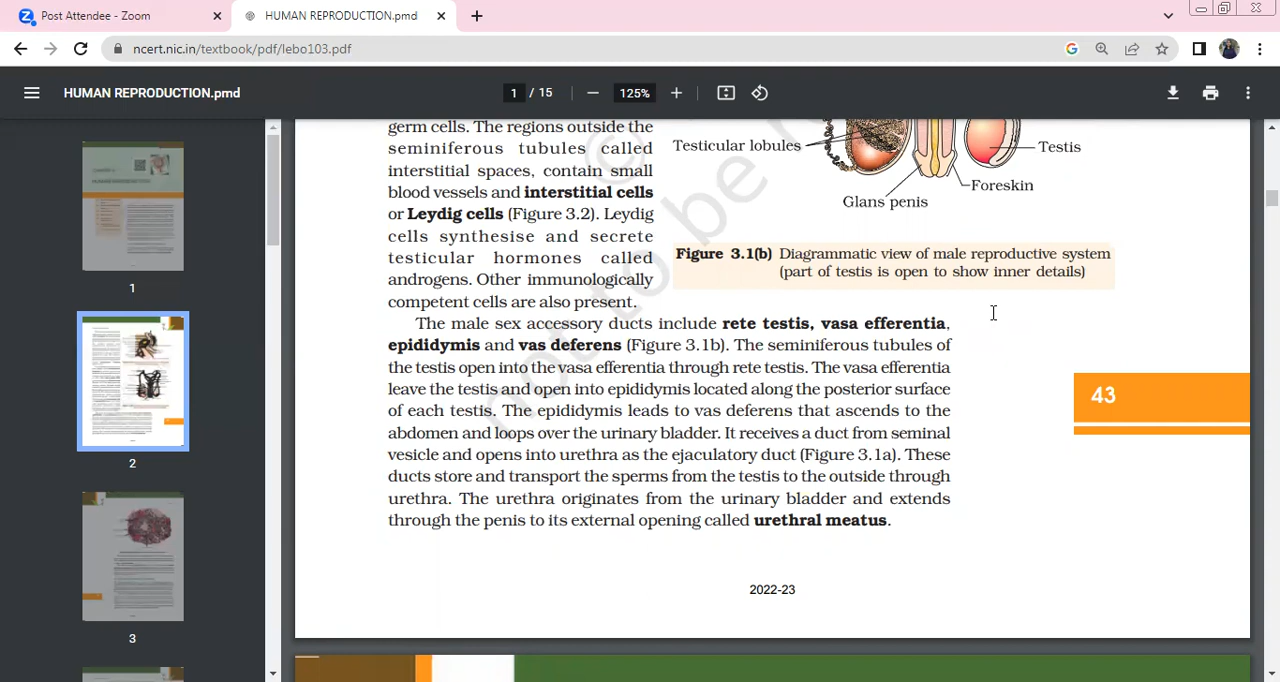 Post Attendee - Zoom
HUMAN REPRODUCTION.pmd
ncert.nic.in/textbook/pdf/lebo103.pdf
HUMAN REPRODUCTION.pmd
1 / 15
125%
germ cells. The regions outside the
seminiferous tubules called
interstitial spaces, contain small
blood vessels and interstitial cells
or Leydig cells (Figure 3.2). Leydig
cells synthesise and secrete
testicular hormones called
androgens. Other immunologically
competent cells are also present.
Testicular lobules
Testis
Foreskin
Glans penis
Figure 3.1(b) Diagrammatic view of male reproductive system
(part of testis is open to show inner details)
The male sex accessory ducts include rete testis, vasa efferentia,
epididymis and vas deferens (Figure 3.1b). The seminiferous tubules of
the testis open into the vasa efferentia through rete testis. The vasa efferentia
leave the testis and open into epididymis located along the posterior surface
of each testis. The epididymis leads to vas deferens that ascends to the
abdomen and loops over the urinary bladder. It receives a duct from seminal
vesicle and opens into urethra as the ejaculatory duct (Figure 3.1a). These
ducts store and transport the sperms from the testis to the outside through
urethra. The urethra originates from the urinary bladder and extends
through the penis to its external opening called urethral meatus.
43
2022-23
© not to be
1
2
3